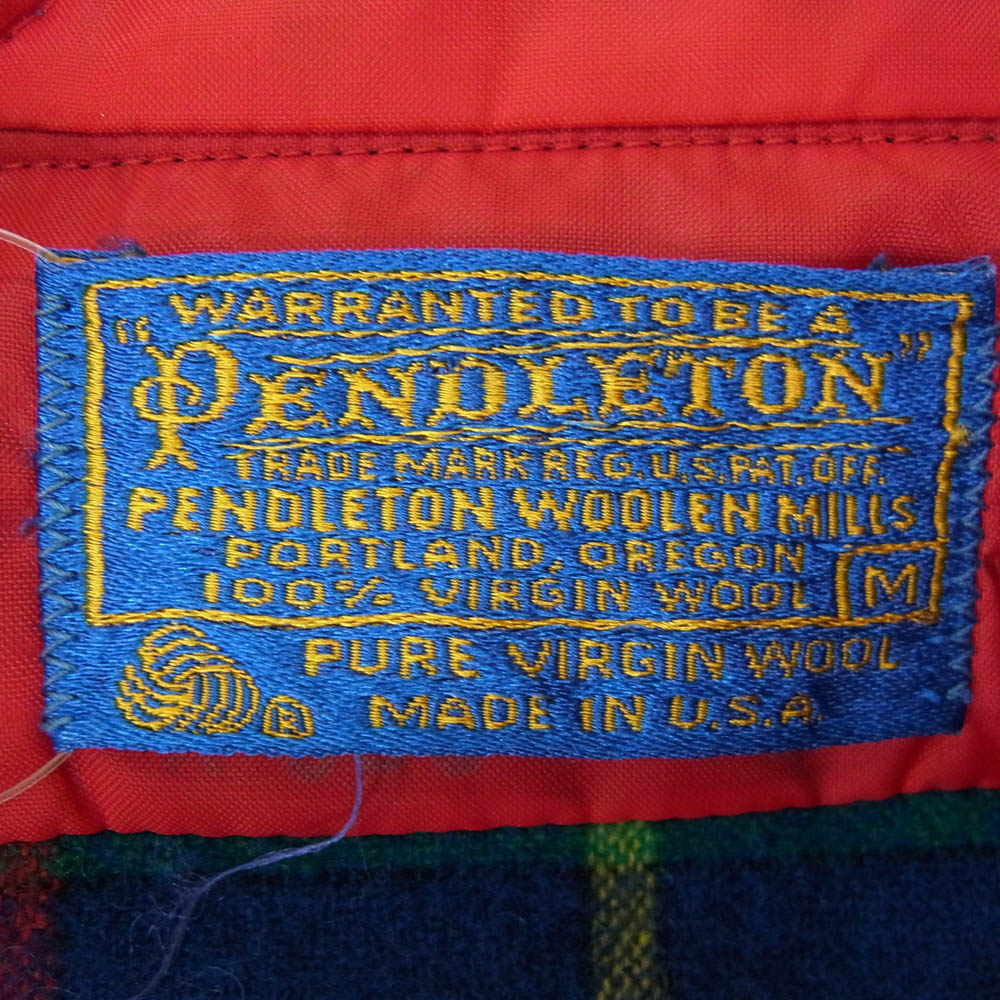 WARRANTED TO BE A
"PENDLETON"
TRADE MARK REG. U.S. PAT. OFF.
PENDLETON WOOLEN MILLS
PORTLAND, OREGON
100% VIRGIN WOOL M
PURE VIRGIN WOOL
® MADE IN U.S.A.